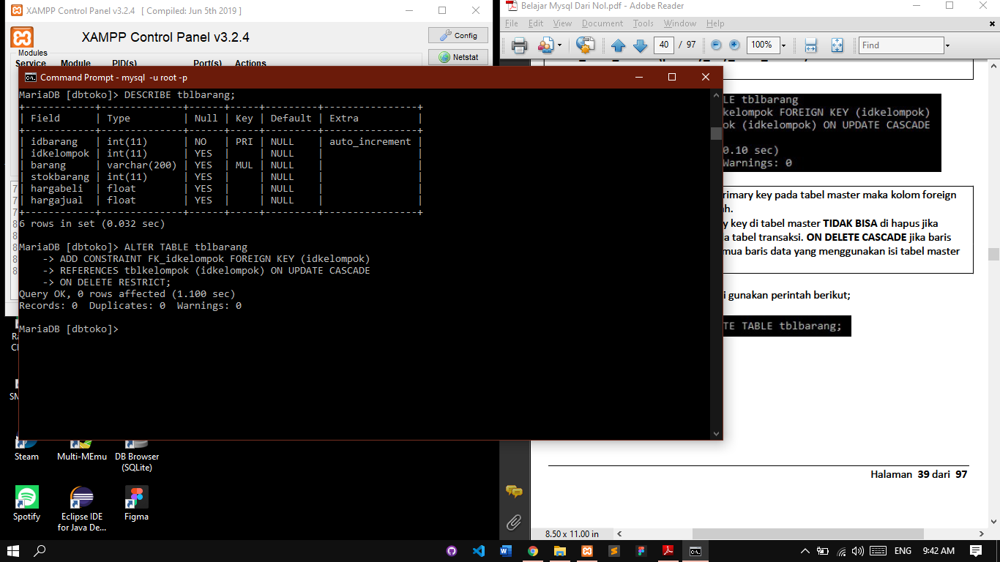 XAMPP Control Panel v3.2.4 [ Compiled: Jun 5th 2019 ]
XAMPP Control Panel v3.2.4
Config
Netstat
Modules
Service Module PID(s) Port(s) Actions
Belajar Mysql Dari Nol.pdf - Adobe Reader
File Edit View Document Tools Window Help
40 / 97 100% Find
Command Prompt - mysql -u root -p
MariaDB [dbtoko]> DESCRIBE tblbarang;
+------------+--------------+------+-----+---------+----------------+
| Field | Type | Null | Key | Default | Extra |
+------------+--------------+------+-----+---------+----------------+
| idbarang | int(11) | NO | PRI | NULL | auto_increment |
| idkelompok | int(11) | YES | | NULL | |
| barang | varchar(200) | YES | MUL | NULL | |
| stokbarang | int(11) | YES | | NULL | |
| hargabeli | float | YES | | NULL | |
| hargajual | float | YES | | NULL | |
+------------+--------------+------+-----+---------+----------------+
6 rows in set (0.032 sec)
MariaDB [dbtoko]> ALTER TABLE tblbarang
-> ADD CONSTRAINT FK_idkelompok FOREIGN KEY (idkelompok)
-> REFERENCES tblkelompok (idkelompok) ON UPDATE CASCADE
-> ON DELETE RESTRICT;
Query OK, 0 rows affected (1.100 sec)
Records: 0 Duplicates: 0 Warnings: 0
MariaDB [dbtoko]>
LE tblbarang
kelompok FOREIGN KEY (idkelompok)
ok (idkelompok) ON UPDATE CASCADE
0.10 sec)
Warnings: 0
rimary key pada tabel master maka kolom foreign
ah.
y key di tabel master TIDAK BISA di hapus jika
a tabel transaksi. ON DELETE CASCADE jika baris
mua baris data yang menggunakan isi tabel master
i gunakan perintah berikut;
TE TABLE tblbarang;
Halaman 39 dari 97
8.50 x 11.00 in
Steam
Multi-MEmu
DB Browser
(SQLite)
Spotify
Eclipse IDE
for Java De...
Figma
ENG 9:42 AM